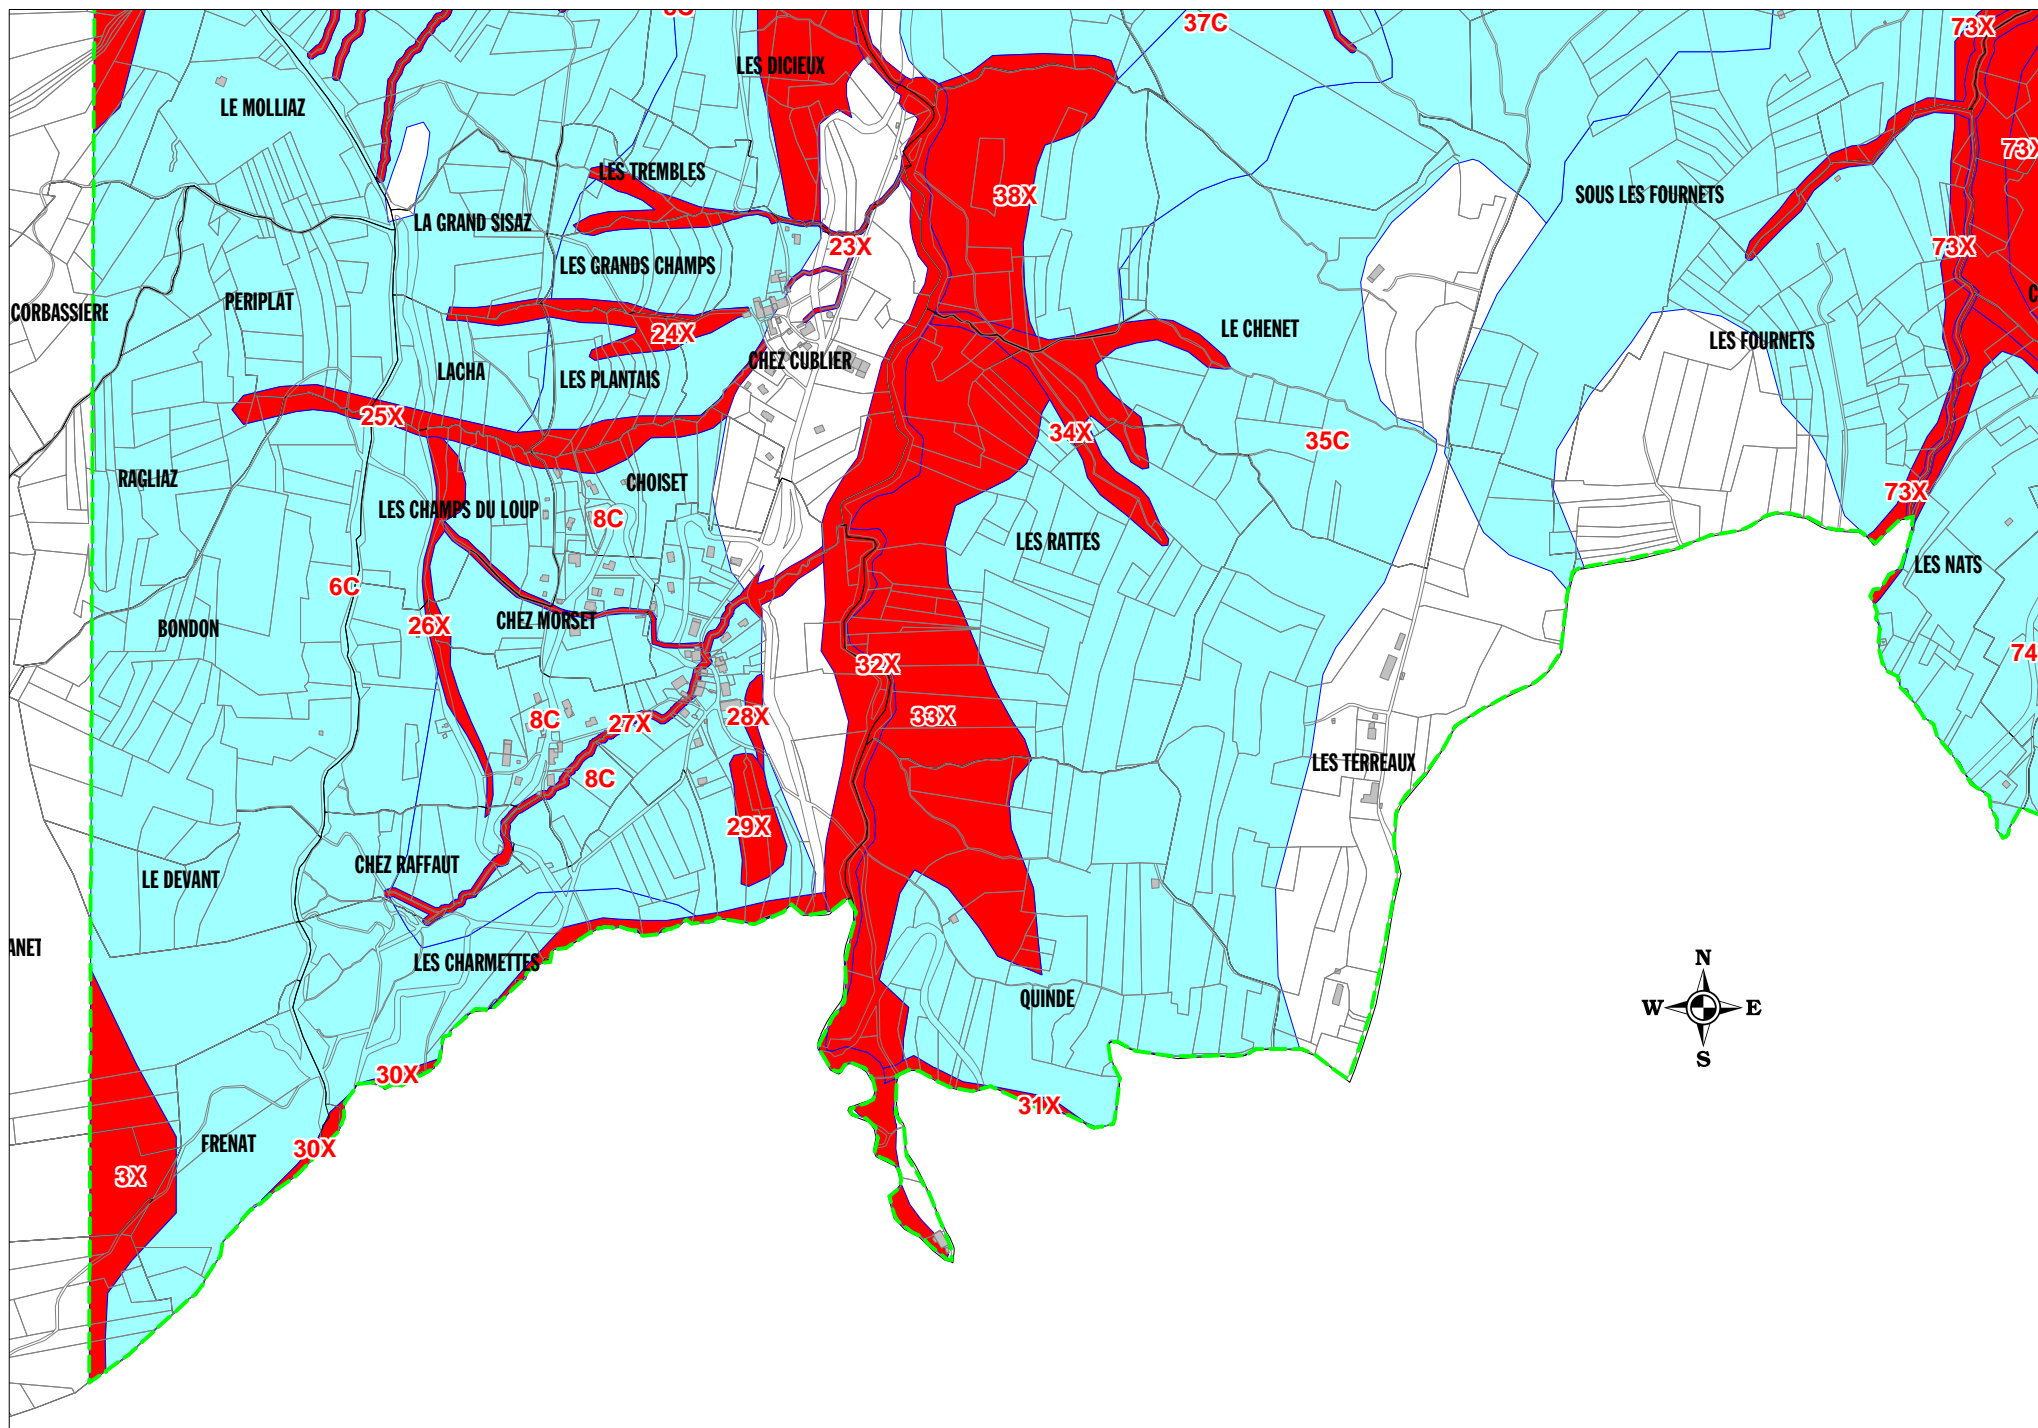 37C
73X
LES DICIEUX
LE MOLLIAZ
73X
LES TREMBLES
38X
SOUS LES FOURNETS
LA GRAND SISAZ
23X
73X
LES GRANDS CHAMPS
PERIPLAT
CORBASSIERE
24X
LE CHENET
LES FOURNETS
CHEZ CUBLIER
LACHA
LES PLANTAIS
25X
34X
35C
RAGLIAZ
CHOISET
73X
LES CHAMPS DU LOUP
8C
LES RATTES
LES NATS
6C
BONDON
26X
CHEZ MORSET
74
32X
8C
27X
28X
33X
LES TERREAUX
8C
29X
CHEZ RAFFAUT
LE DEVANT
ANET
LES CHARMETTES
N
QUINDE
W E
S
30X
31X
FRENAT
30X
3X